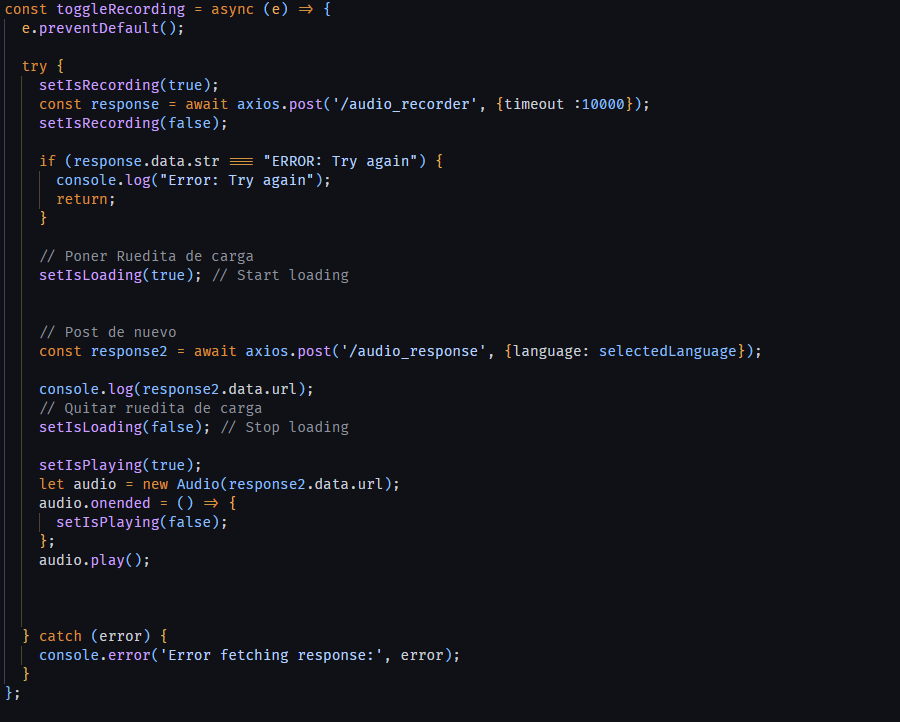 const toggleRecording = async (e) => {
e.preventDefault();
try {
setIsRecording(true);
const response = await axios.post('/audio_recorder', {timeout :10000});
setIsRecording(false);
if (response.data.str === "ERROR: Try again") {
console.log("Error: Try again");
return;
}
// Poner Ruedita de carga
setIsLoading(true); // Start loading
// Post de nuevo
const response2 = await axios.post('/audio_response', {language: selectedLanguage});
console.log(response2.data.url);
// Quitar ruedita de carga
setIsLoading(false); // Stop loading
setIsPlaying(true);
let audio = new Audio(response2.data.url);
audio.onended = () => {
setIsPlaying(false);
};
audio.play();
} catch (error) {
console.error('Error fetching response:', error);
}
};